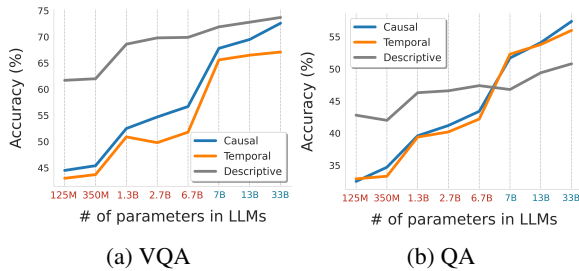 75
70
65
60
55
50
45
Accuracy (%)
Causal
Temporal
Descriptive
125M 350M 1.3B 2.7B 6.7B 7B 13B 33B
# of parameters in LLMs
(a) VQA
55
50
45
40
35
Accuracy (%)
Causal
Temporal
Descriptive
125M 350M 1.3B 2.7B 6.7B 7B 13B 33B
# of parameters in LLMs
(b) QA